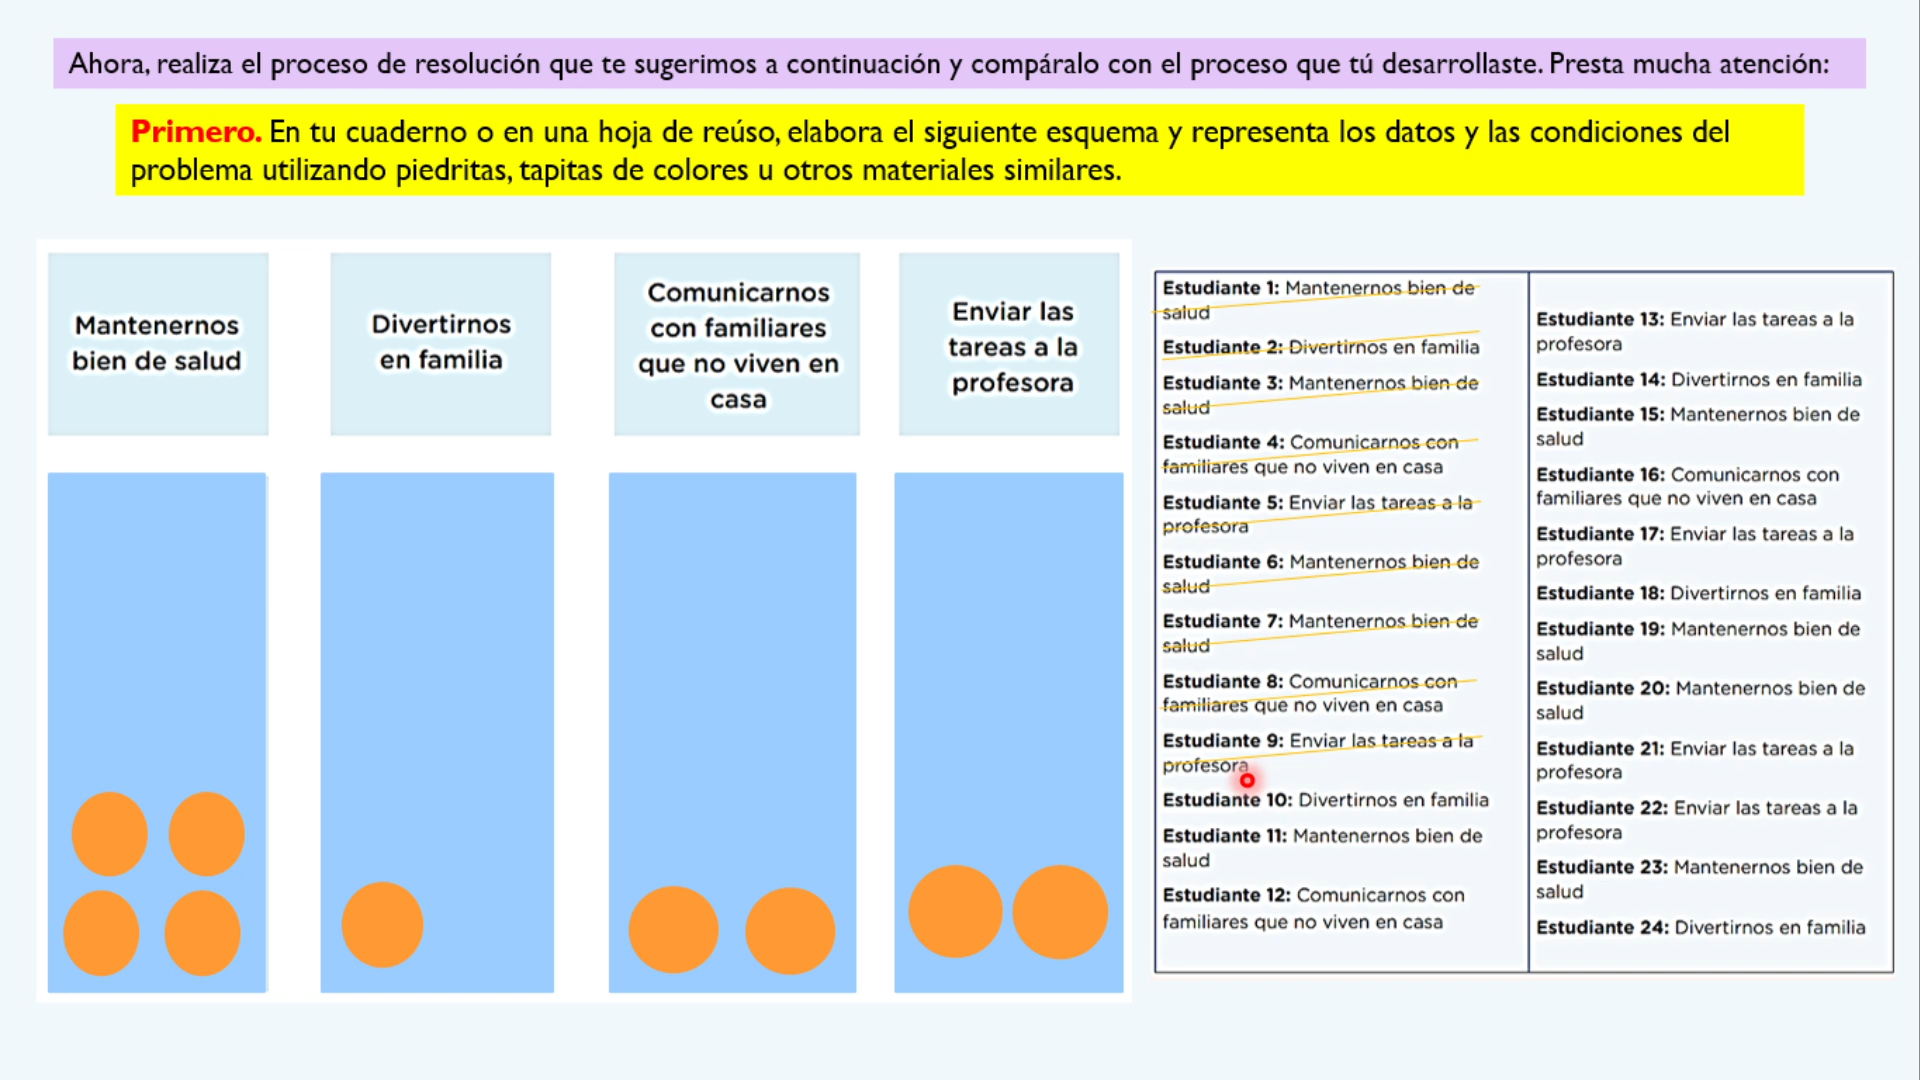 Ahora, realiza el proceso de resolución que te sugerimos a continuación y compáralo con el proceso que tú desarrollaste. Presta mucha atención:
Primero. En tu cuaderno o en una hoja de reúso, elabora el siguiente esquema y representa los datos y las condiciones del
problema utilizando piedritas, tapitas de colores u otros materiales similares.
Mantenernos
bien de salud
Divertirnos
en familia
Comunicarnos
con familiares
que no viven en
casa
Enviar las
tareas a la
profesora
Estudiante 1: Mantenernos bien de
salud
Estudiante 2: Divertirnos en familia
Estudiante 3: Mantenernos bien de
salud
Estudiante 4: Comunicarnos con
familiares que no viven en casa
Estudiante 5: Enviar las tareas a la
profesora
Estudiante 6: Mantenernos bien de
salud
Estudiante 7: Mantenernos bien de
salud
Estudiante 8: Comunicarnos con
familiares que no viven en casa
Estudiante 9: Enviar las tareas a la
profesora
Estudiante 10: Divertirnos en familia
Estudiante 11: Mantenernos bien de
salud
Estudiante 12: Comunicarnos con
familiares que no viven en casa
Estudiante 13: Enviar las tareas a la
profesora
Estudiante 14: Divertirnos en familia
Estudiante 15: Mantenernos bien de
salud
Estudiante 16: Comunicarnos con
familiares que no viven en casa
Estudiante 17: Enviar las tareas a la
profesora
Estudiante 18: Divertirnos en familia
Estudiante 19: Mantenernos bien de
salud
Estudiante 20: Mantenernos bien de
salud
Estudiante 21: Enviar las tareas a la
profesora
Estudiante 22: Enviar las tareas a la
profesora
Estudiante 23: Mantenernos bien de
salud
Estudiante 24: Divertirnos en familia